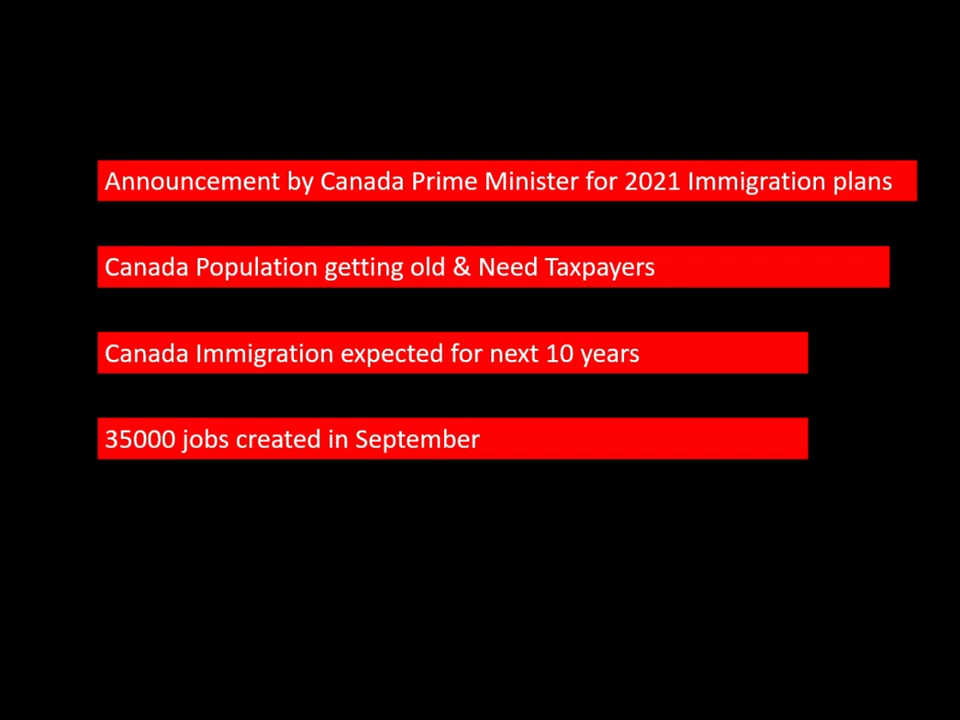 Announcement by Canada Prime Minister for 2021 Immigration plans
Canada Population getting old & Need Taxpayers
Canada Immigration expected for next 10 years
35000 jobs created in September